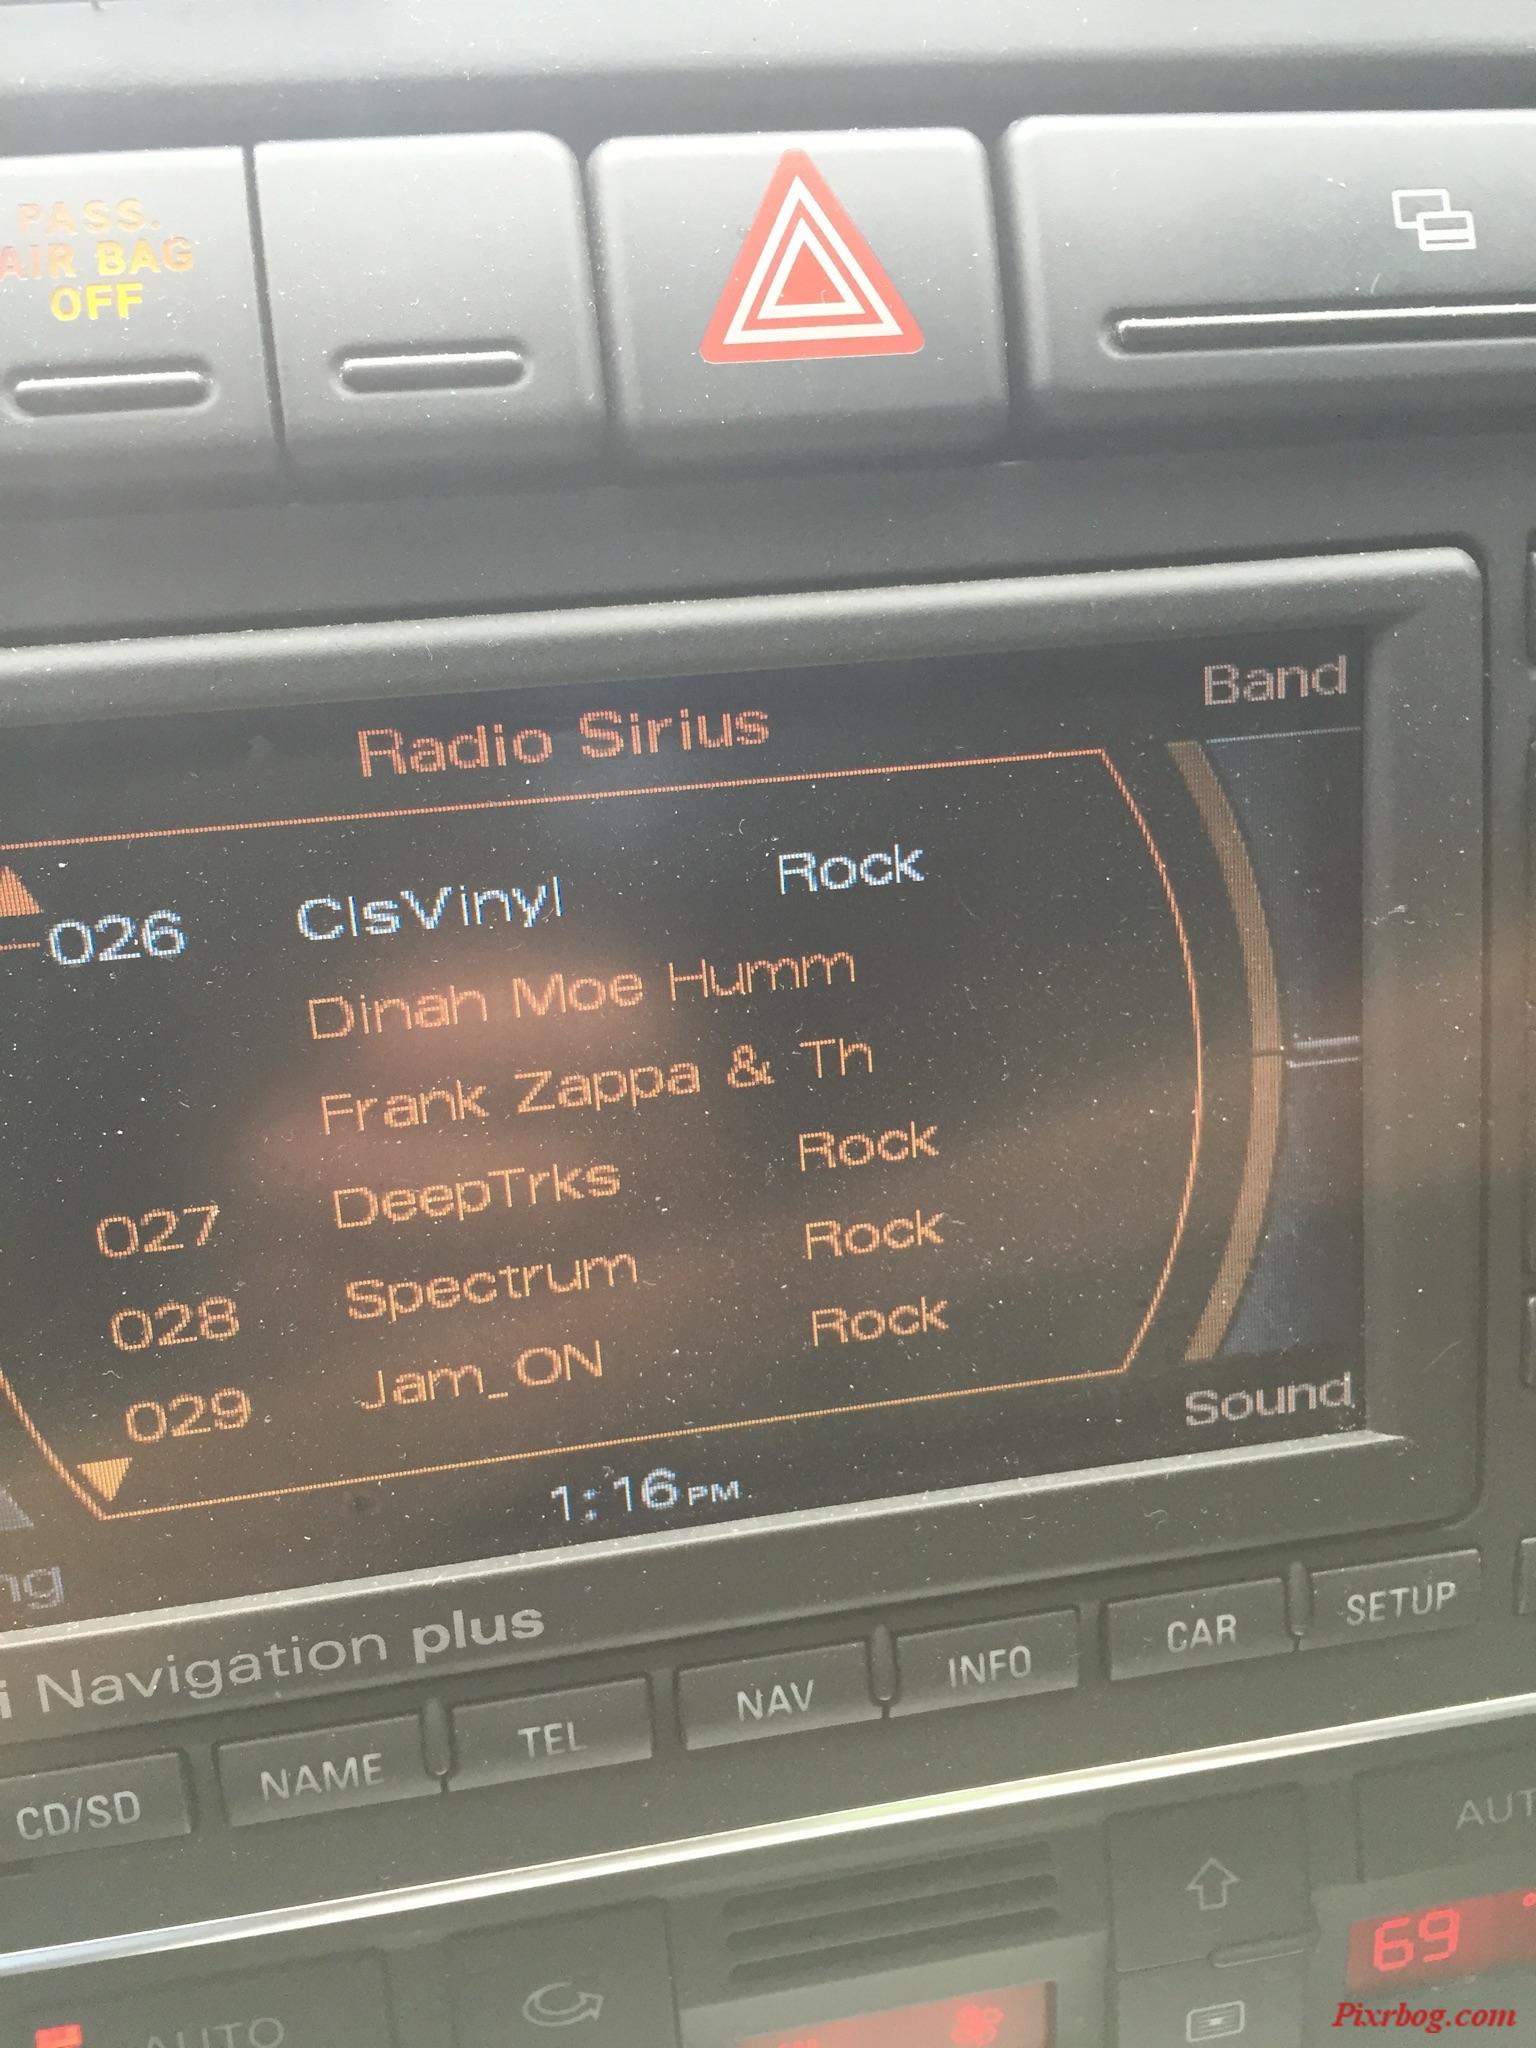 PASS.
AIR BAG
OFF
Band
Radio Sirius
026 ClsVinyl Rock
Dinah Moe Humm
Frank Zappa & Th
027 DeepTrks Rock
028 Spectrum Rock
029 Jam_ON Rock
Sound
1:16 PM
ng
i Navigation plus
CD/SD NAME TEL NAV INFO CAR SETUP
AUT
69 °
AUTO
Pixrbog.com